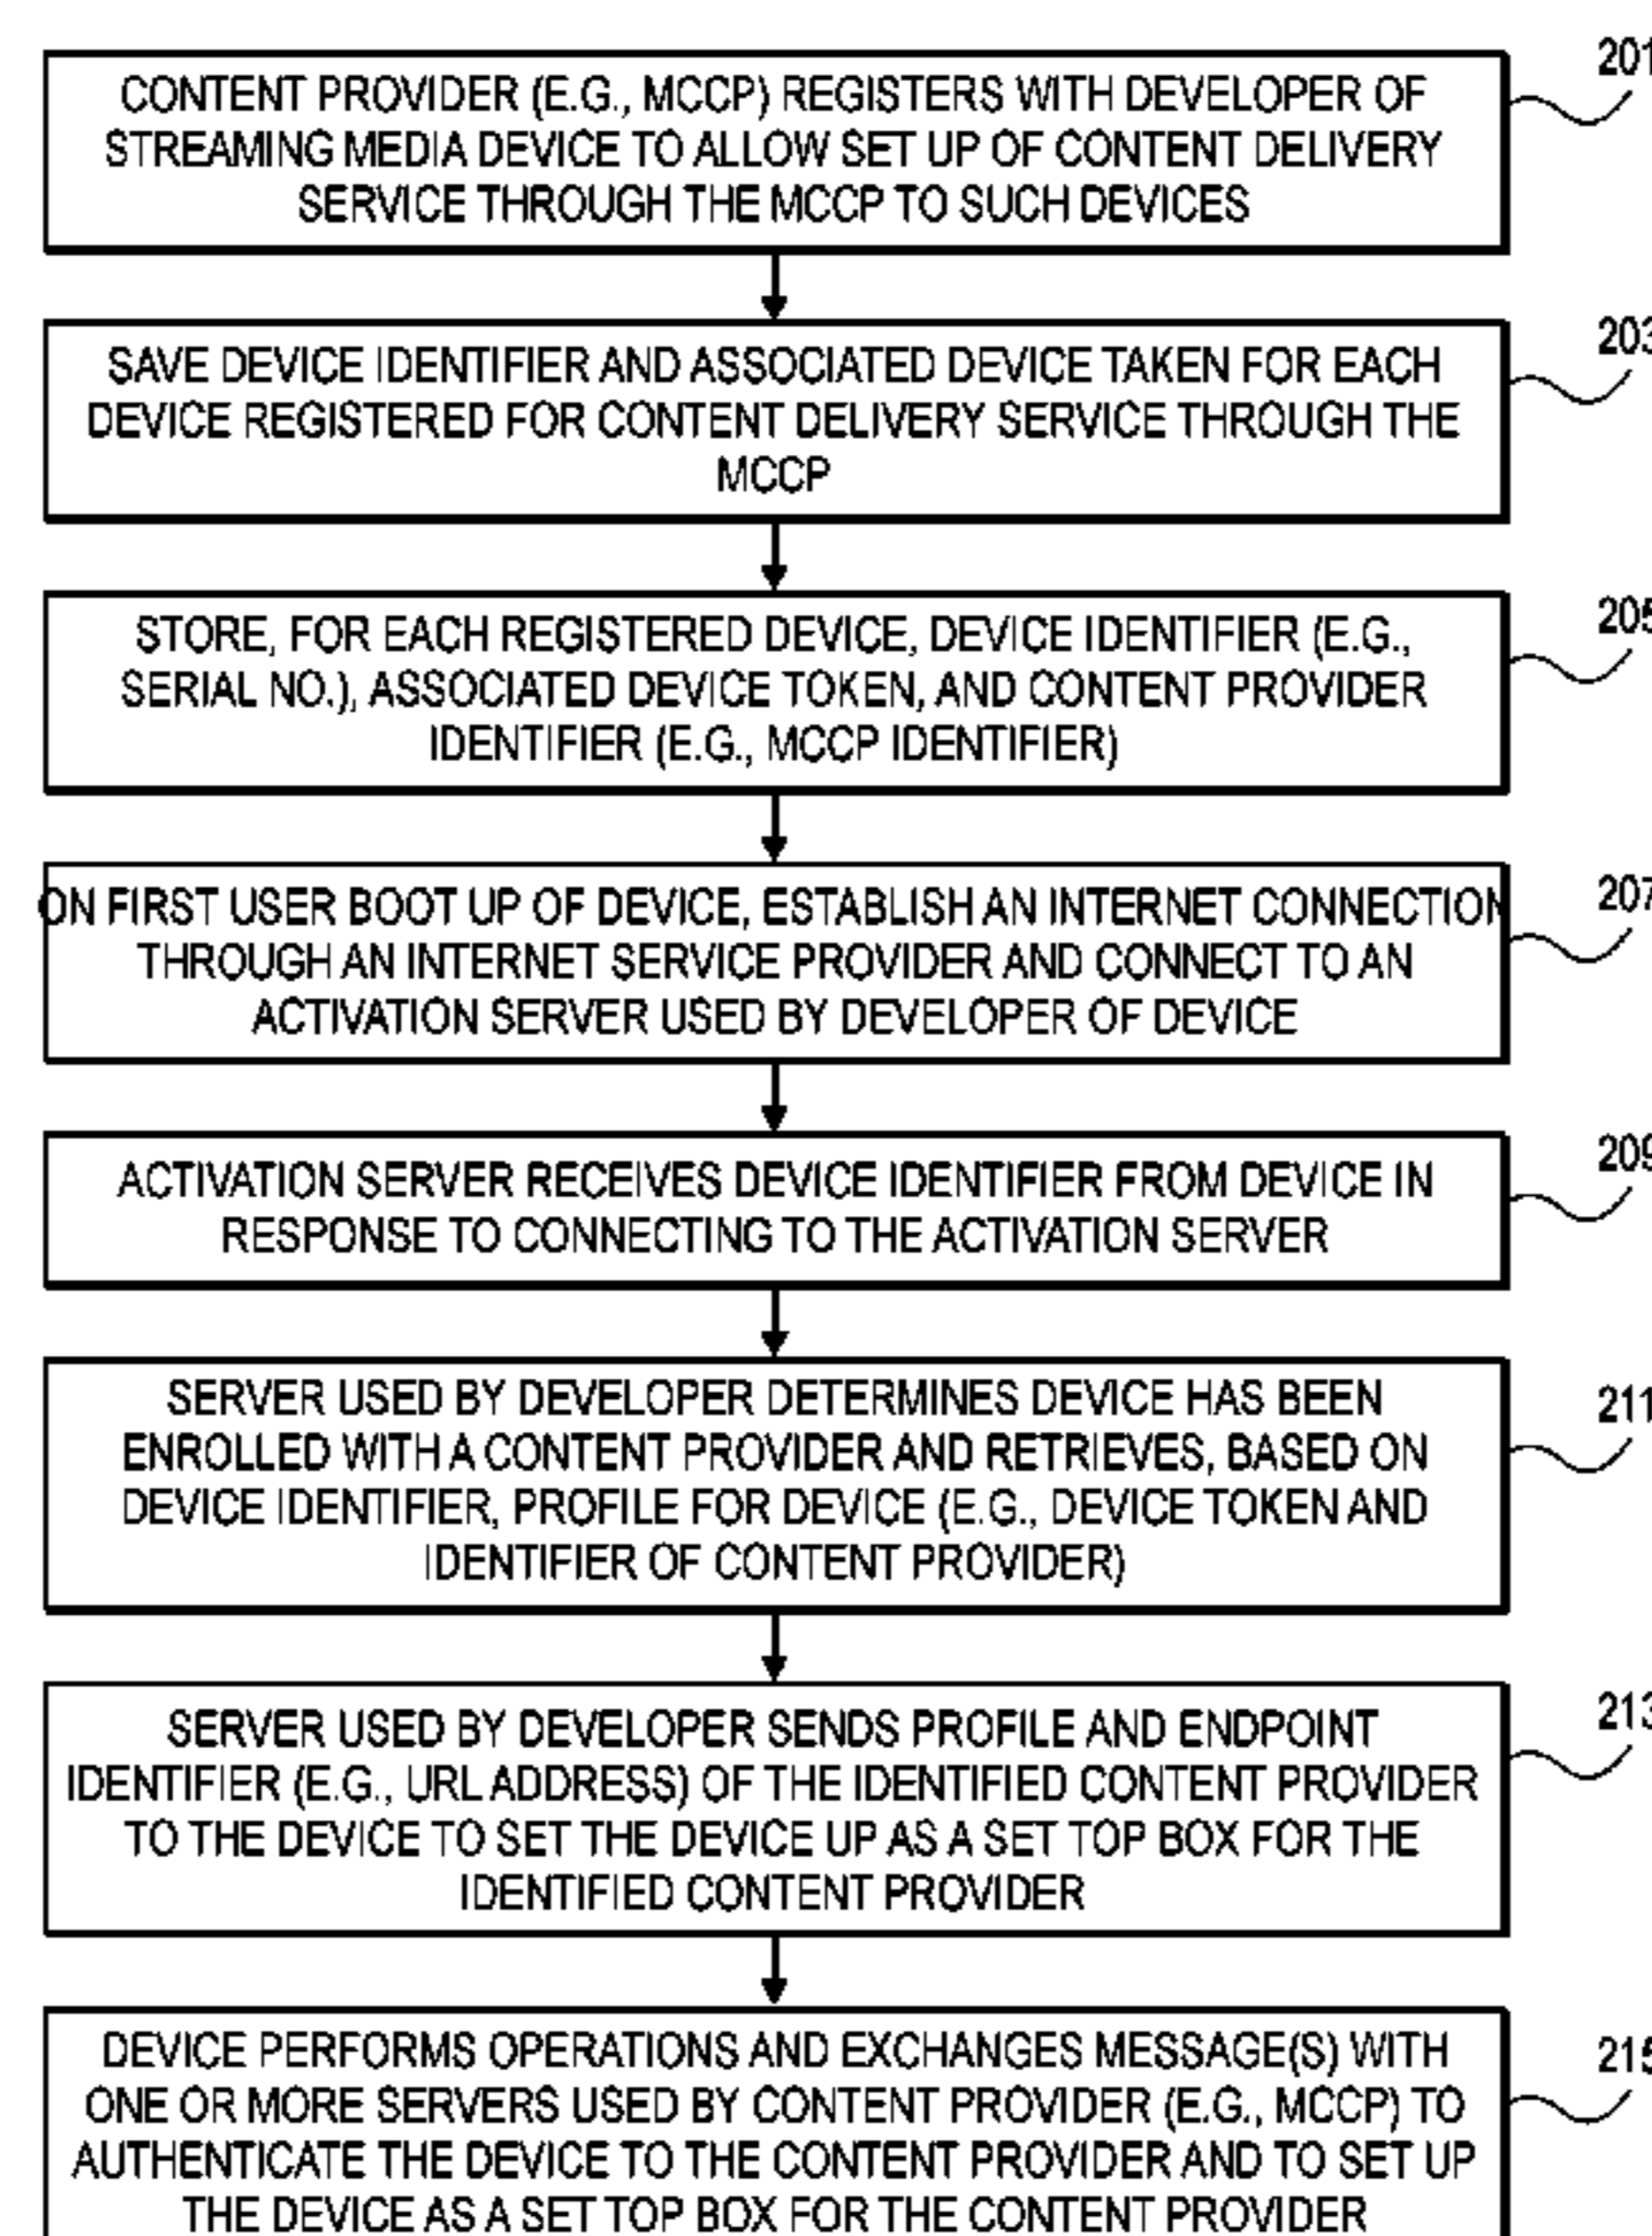 201
CONTENT PROVIDER (E.G., MCCP) REGISTERS WITH DEVELOPER OF
STREAMING MEDIA DEVICE TO ALLOW SET UP OF CONTENT DELIVERY
SERVICE THROUGH THE MCCP TO SUCH DEVICES
203
SAVE DEVICE IDENTIFIER AND ASSOCIATED DEVICE TAKEN FOR EACH
DEVICE REGISTERED FOR CONTENT DELIVERY SERVICE THROUGH THE
MCCP
205
STORE, FOR EACH REGISTERED DEVICE, DEVICE IDENTIFIER (E.G.,
SERIAL NO.), ASSOCIATED DEVICE TOKEN, AND CONTENT PROVIDER
IDENTIFIER (E.G., MCCP IDENTIFIER)
207
ON FIRST USER BOOT UP OF DEVICE, ESTABLISH AN INTERNET CONNECTION
THROUGH AN INTERNET SERVICE PROVIDER AND CONNECT TO AN
ACTIVATION SERVER USED BY DEVELOPER OF DEVICE
209
ACTIVATION SERVER RECEIVES DEVICE IDENTIFIER FROM DEVICE IN
RESPONSE TO CONNECTING TO THE ACTIVATION SERVER
211
SERVER USED BY DEVELOPER DETERMINES DEVICE HAS BEEN
ENROLLED WITH A CONTENT PROVIDER AND RETRIEVES, BASED ON
DEVICE IDENTIFIER, PROFILE FOR DEVICE (E.G., DEVICE TOKEN AND
IDENTIFIER OF CONTENT PROVIDER)
213
SERVER USED BY DEVELOPER SENDS PROFILE AND ENDPOINT
IDENTIFIER (E.G., URL ADDRESS) OF THE IDENTIFIED CONTENT PROVIDER
TO THE DEVICE TO SET THE DEVICE UP AS A SET TOP BOX FOR THE
IDENTIFIED CONTENT PROVIDER
215
DEVICE PERFORMS OPERATIONS AND EXCHANGES MESSAGE(S) WITH
ONE OR MORE SERVERS USED BY CONTENT PROVIDER (E.G., MCCP) TO
AUTHENTICATE THE DEVICE TO THE CONTENT PROVIDER AND TO SET UP
THE DEVICE AS A SET TOP BOX FOR THE CONTENT PROVIDER